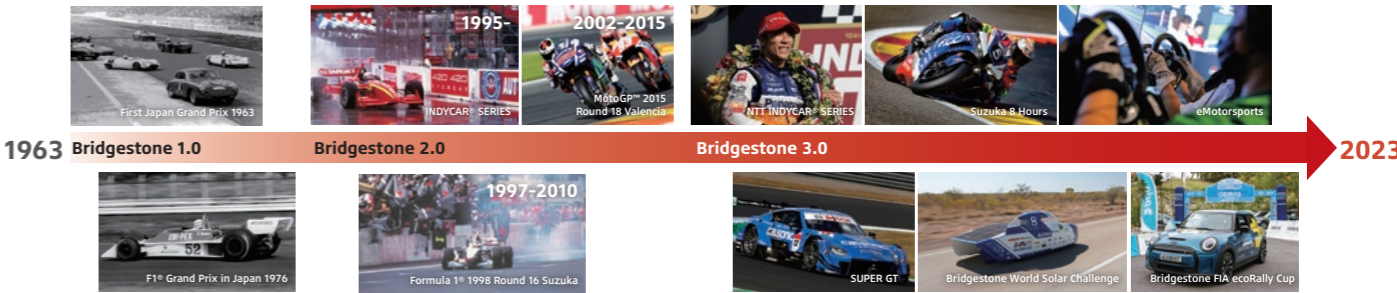 1995-
2002-2015
First Japan Grand Prix 1963
INDYCAR® SERIES
MotoGP™ 2015
Round 18 Valencia
NTT INDYCAR® SERIES
Suzuka 8 Hours
eMotorsports
1963
Bridgestone 1.0
Bridgestone 2.0
Bridgestone 3.0
2023
1997-2010
52
F1® Grand Prix in Japan 1976
Formula 1® 1998 Round 16 Suzuka
CALSONIC
SUPER GT
Bridgestone World Solar Challenge
Bridgestone FIA ecoRally Cup